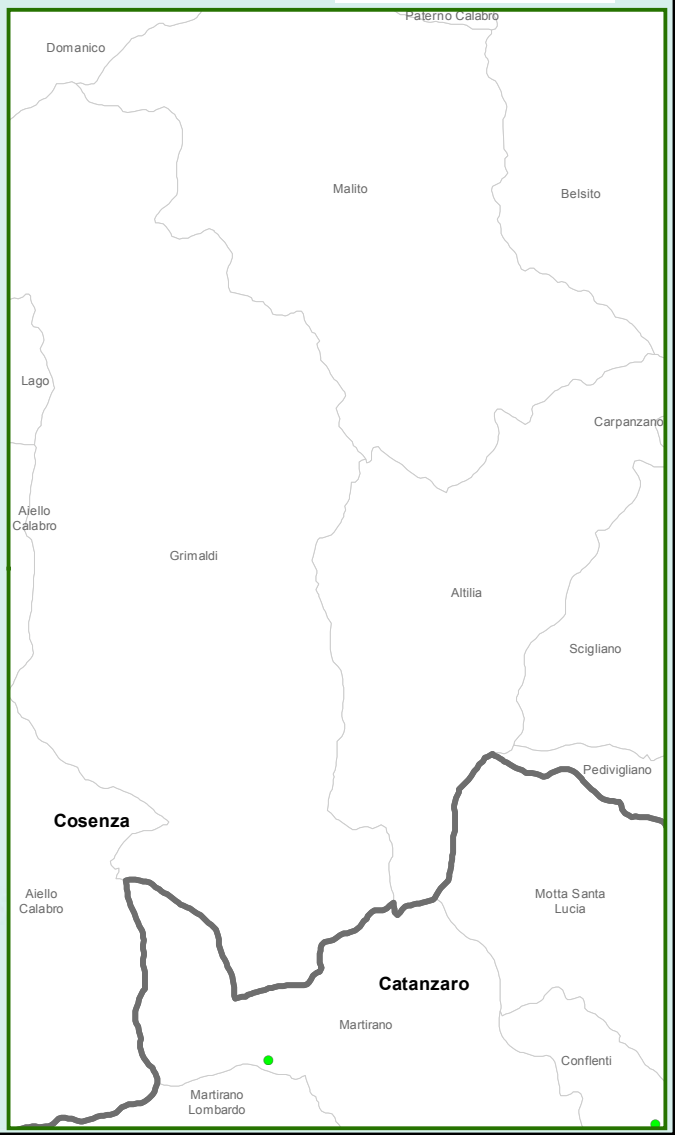 Paterno Calabro
Domanico
Malito
Belsito
Lago
Carpanzano
Aiello
Calabro
Grimaldi
Altilia
Scigliano
Pedivigliano
Cosenza
Aiello
Calabro
Motta Santa
Lucia
Catanzaro
Martirano
Conflenti
Martirano
Lombardo